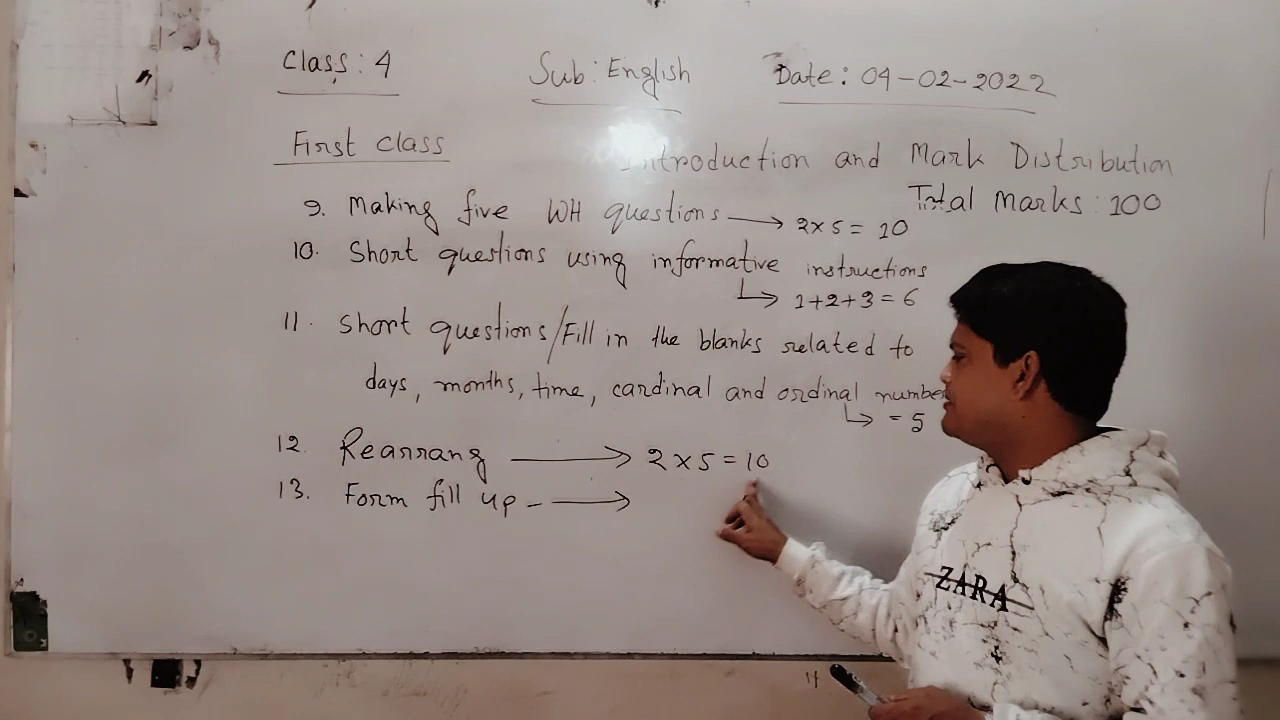 Class: 4 Sub: English Date: 04-02-2022
First Class Introduction and Mark Distribution
Total Marks: 100
9. Making five WH questions → 2×5 = 10
10. Short questions using informative instructions
↳ 1+2+3 = 6
11. Short questions/Fill in the blanks related to
days, months, time, cardinal and ordinal number
↳ = 5
12. Rearrang → 2×5=10
13. Form fill up - →
ZARA